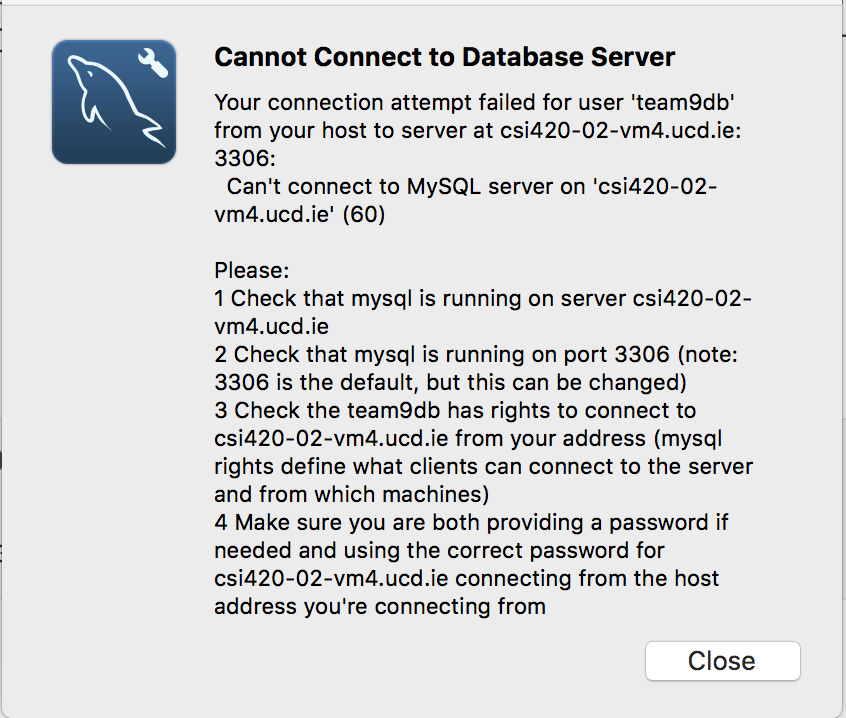 Cannot Connect to Database Server
Your connection attempt failed for user 'team9db'
from your host to server at csi420-02-vm4.ucd.ie:
3306:
Can't connect to MySQL server on 'csi420-02-
vm4.ucd.ie' (60)
Please:
1 Check that mysql is running on server csi420-02-
vm4.ucd.ie
2 Check that mysql is running on port 3306 (note:
3306 is the default, but this can be changed)
3 Check the team9db has rights to connect to
csi420-02-vm4.ucd.ie from your address (mysql
rights define what clients can connect to the server
and from which machines)
4 Make sure you are both providing a password if
needed and using the correct password for
csi420-02-vm4.ucd.ie connecting from the host
address you're connecting from
Close